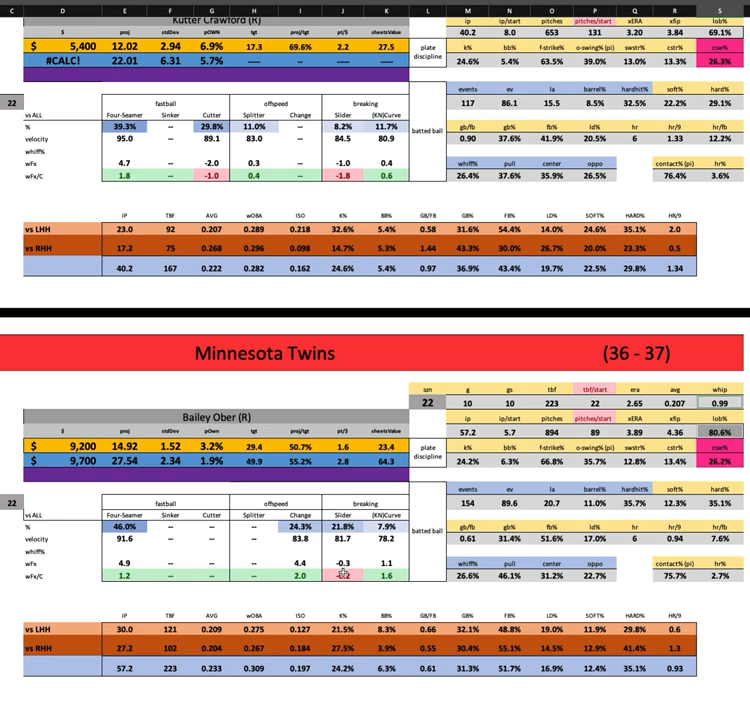 C D E F G H I J K L M N O P Q R S
Kutter Crawford (R) ip ip/start pitches pitches/start xERA xfip lob%
$ proj stdDev pOWN tgt proj/tgt pt/$ sheetsValue 40.2 8.0 653 131 3.20 3.84 69.1%
$ 5,400 12.02 2.94 6.9% 17.3 69.6% 2.2 27.5 plate discipline k% bb% f-strike% o-swing% (pi) swstr% cstr% csw%
#CALC! 22.01 6.31 5.7% ----- ----- --- ----- 24.6% 5.4% 63.5% 39.0% 13.0% 13.3% 26.3%
events ev la barrel% hardhit% soft% hard%
22 fastball offspeed breaking 117 86.1 15.5 8.5% 32.5% 22.2% 29.1%
vs ALL Four-Seamer Sinker Cutter Splitter Change Slider (KN)Curve
% 39.3% -- 29.8% 11.0% -- 8.2% 11.7% batted ball gb/fb gb% fb% ld% hr hr/9 hr/fb
velocity 95.0 -- 89.1 83.0 -- 84.5 80.9 0.90 37.6% 41.9% 20.5% 6 1.33 12.2%
whiff%
wFx 4.7 -- -2.0 0.3 -- -1.0 0.4 whiff% pull center oppo contact% (pi) hr%
wFx/C 1.8 -- -1.0 0.4 -- -1.8 0.6 26.4% 37.6% 35.9% 26.5% 76.4% 3.6%
IP TBF AVG wOBA ISO K% BB% GB/FB GB% FB% LD% SOFT% HARD% HR/9
vs LHH 23.0 92 0.207 0.289 0.218 32.6% 5.4% 0.58 31.6% 54.4% 14.0% 24.6% 35.1% 2.0
vs RHH 17.2 75 0.268 0.296 0.098 14.7% 5.3% 1.44 43.3% 30.0% 26.7% 20.0% 23.3% 0.5
40.2 167 0.222 0.282 0.162 24.6% 5.4% 0.97 36.9% 43.4% 19.7% 22.5% 29.8% 1.34
Minnesota Twins (36 - 37)
szn g gs tbf tbf/start era avg whip
22 10 10 223 22 2.65 0.207 0.99
Bailey Ober (R) ip ip/start pitches pitches/start xERA xfip lob%
$ proj stdDev pOwn tgt proj/tgt pt/$ sheetsValue 57.2 5.7 894 89 3.89 4.36 80.6%
$ 9,200 14.92 1.52 3.2% 29.4 50.7% 1.6 23.4 plate discipline k% bb% f-strike% o-swing% (pi) swstr% cstr% csw%
$ 9,700 27.54 2.34 1.9% 49.9 55.2% 2.8 64.3 24.2% 6.3% 66.8% 35.7% 12.8% 13.4% 26.2%
events ev la barrel% hardhit% soft% hard%
22 fastball offspeed breaking 154 89.6 20.7 11.0% 35.7% 12.3% 35.1%
vs ALL Four-Seamer Sinker Cutter Splitter Change Slider (KN)Curve
% 46.0% -- -- -- 24.3% 21.8% 7.9% batted ball gb/fb gb% fb% ld% hr hr/9 hr/fb
velocity 91.6 -- -- -- 83.8 81.7 78.2 0.61 31.4% 51.6% 17.0% 6 0.94 7.6%
whiff%
wFx 4.9 -- -- -- 4.4 -0.3 1.1 whiff% pull center oppo contact% (pi) hr%
wFx/C 1.2 -- -- -- 2.0 1.6 26.6% 46.1% 31.2% 22.7% 75.7% 2.7%
IP TBF AVG wOBA ISO K% BB% GB/FB GB% FB% LD% SOFT% HARD% HR/9
vs LHH 30.0 121 0.209 0.275 0.127 21.5% 8.3% 0.66 32.1% 48.8% 19.0% 11.9% 29.8% 0.6
vs RHH 27.2 102 0.204 0.267 0.184 27.5% 3.9% 0.55 30.4% 55.1% 14.5% 12.9% 41.4% 1.3
57.2 223 0.233 0.309 0.197 24.2% 6.3% 0.61 31.3% 51.7% 16.9% 12.4% 35.1% 0.93